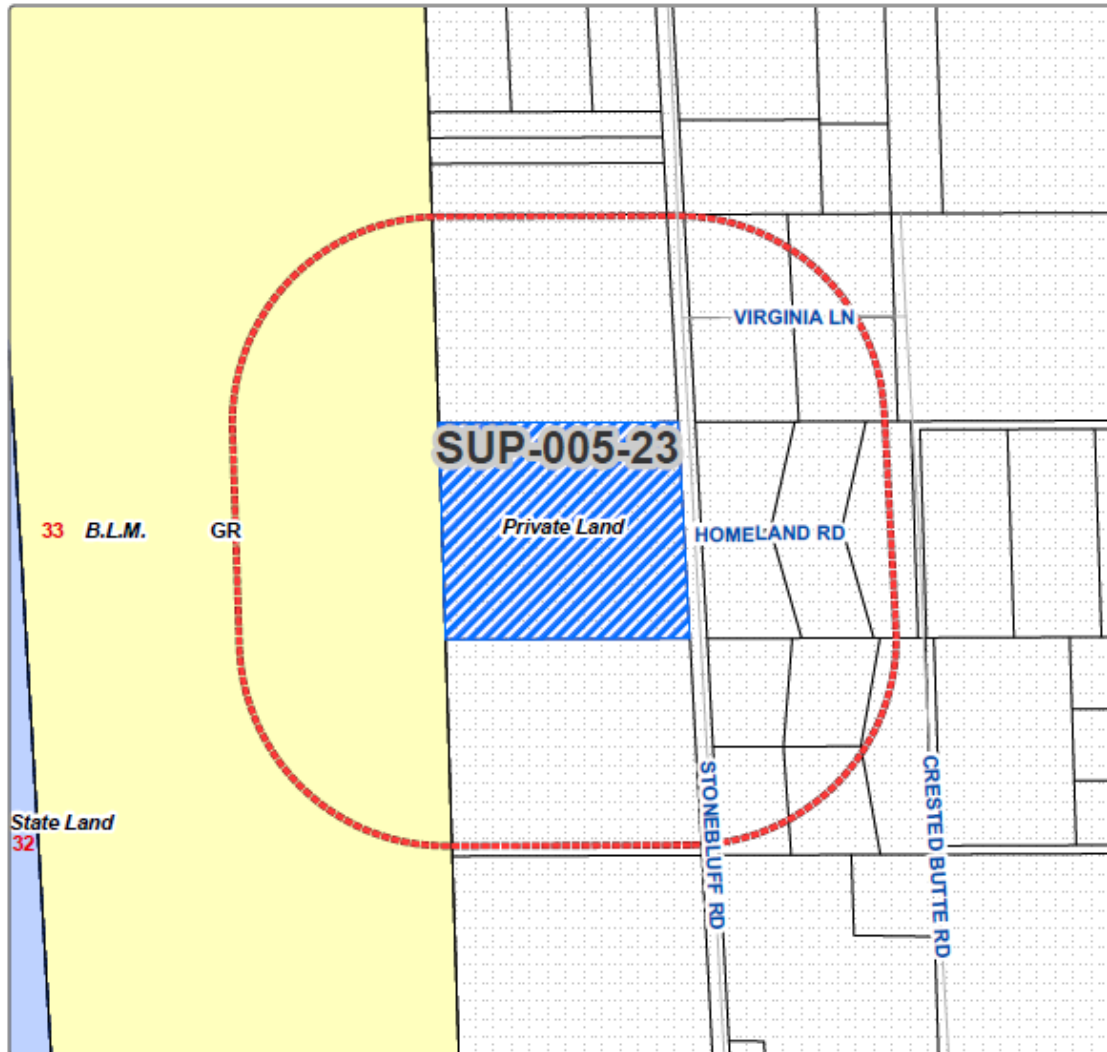 VIRGINIA LN
SUP-005-23
Private Land
33 B.L.M. GR
HOMELAND RD
STONEBLUFF RD
CRESTED BUTTE RD
State Land
32